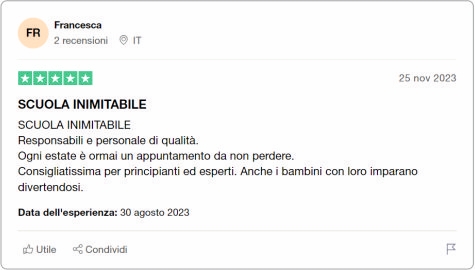 FR
Francesca
2 recensioni IT
25 nov 2023
SCUOLA INIMITABILE
SCUOLA INIMITABILE
Responsabili e personale di qualità.
Ogni estate è ormai un appuntamento da non perdere.
Consigliatissima per principianti ed esperti. Anche i bambini con loro imparano
divertendosi.
Data dell'esperienza: 30 agosto 2023
Utile Condividi